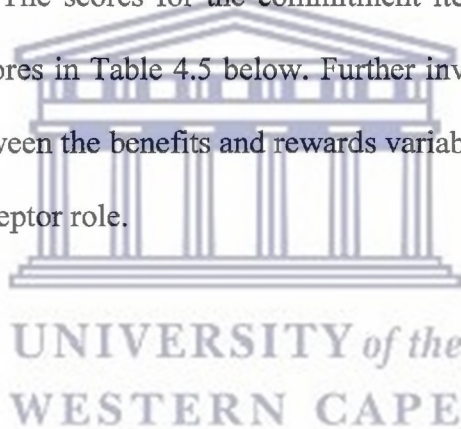 The scores for the commitment
ores in Table 4.5 below. Further inv
ween the benefits and rewards variab
eptor role.
UNIVERSITY of the
WESTERN CAPE